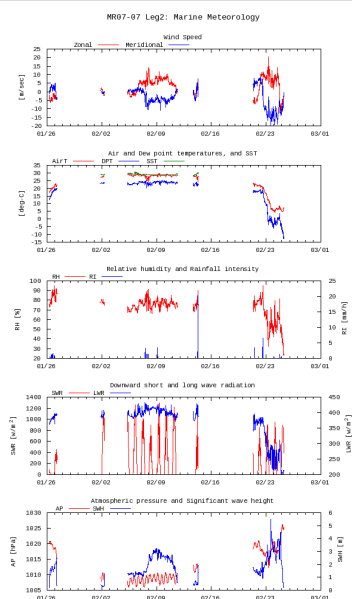 MR07-07 Leg2: Marine Meteorology
Wind Speed
Zonal Meridional
25
20
15
10
5
0
-5
-10
-15
-20
[m/sec]
01/26 02/02 02/09 02/16 02/23 03/01
Air and Dew point temperatures, and SST
AirT DPT SST
35
30
25
20
15
10
5
0
-5
-10
-15
[deg-C]
01/26 02/02 02/09 02/16 02/23 03/01
Relative humidity and Rainfall intensity
RH RI
100
90
80
70
60
50
40
30
20
RH [%]
25
20
15
10
5
0
RI [mm/h]
01/26 02/02 02/09 02/16 02/23 03/01
Downward short and long wave radiation
SWR LWR
1400
1200
1000
800
600
400
200
0
SWR [w/m²]
450
400
350
300
250
200
LWR [w/m²]
01/26 02/02 02/09 02/16 02/23 03/01
Atmospheric pressure and Significant wave height
AP SWH
1030
1025
1020
1015
1010
1005
AP [hPa]
6
5
4
3
2
1
0
SWH [m]
01/26 02/02 02/09 02/16 02/23 03/01